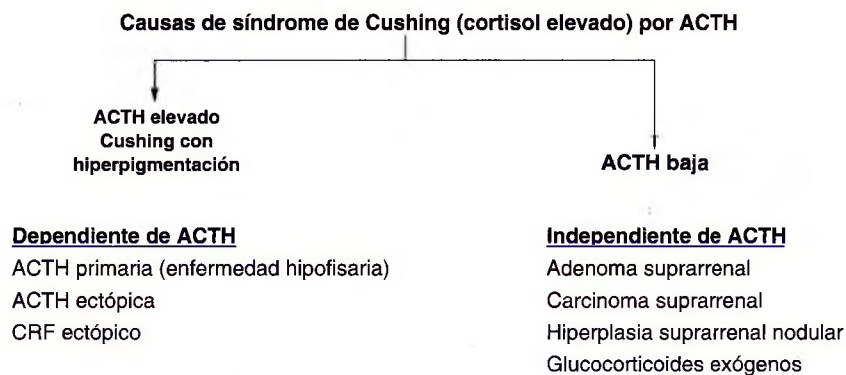 Causas de síndrome de Cushing (cortisol elevado) por ACTH
ACTH elevado
Cushing con
hiperpigmentación
ACTH baja
Dependiente de ACTH
ACTH primaria (enfermedad hipofisaria)
ACTH ectópica
CRF ectópico
Independiente de ACTH
Adenoma suprarrenal
Carcinoma suprarrenal
Hiperplasia suprarrenal nodular
Glucocorticoides exógenos